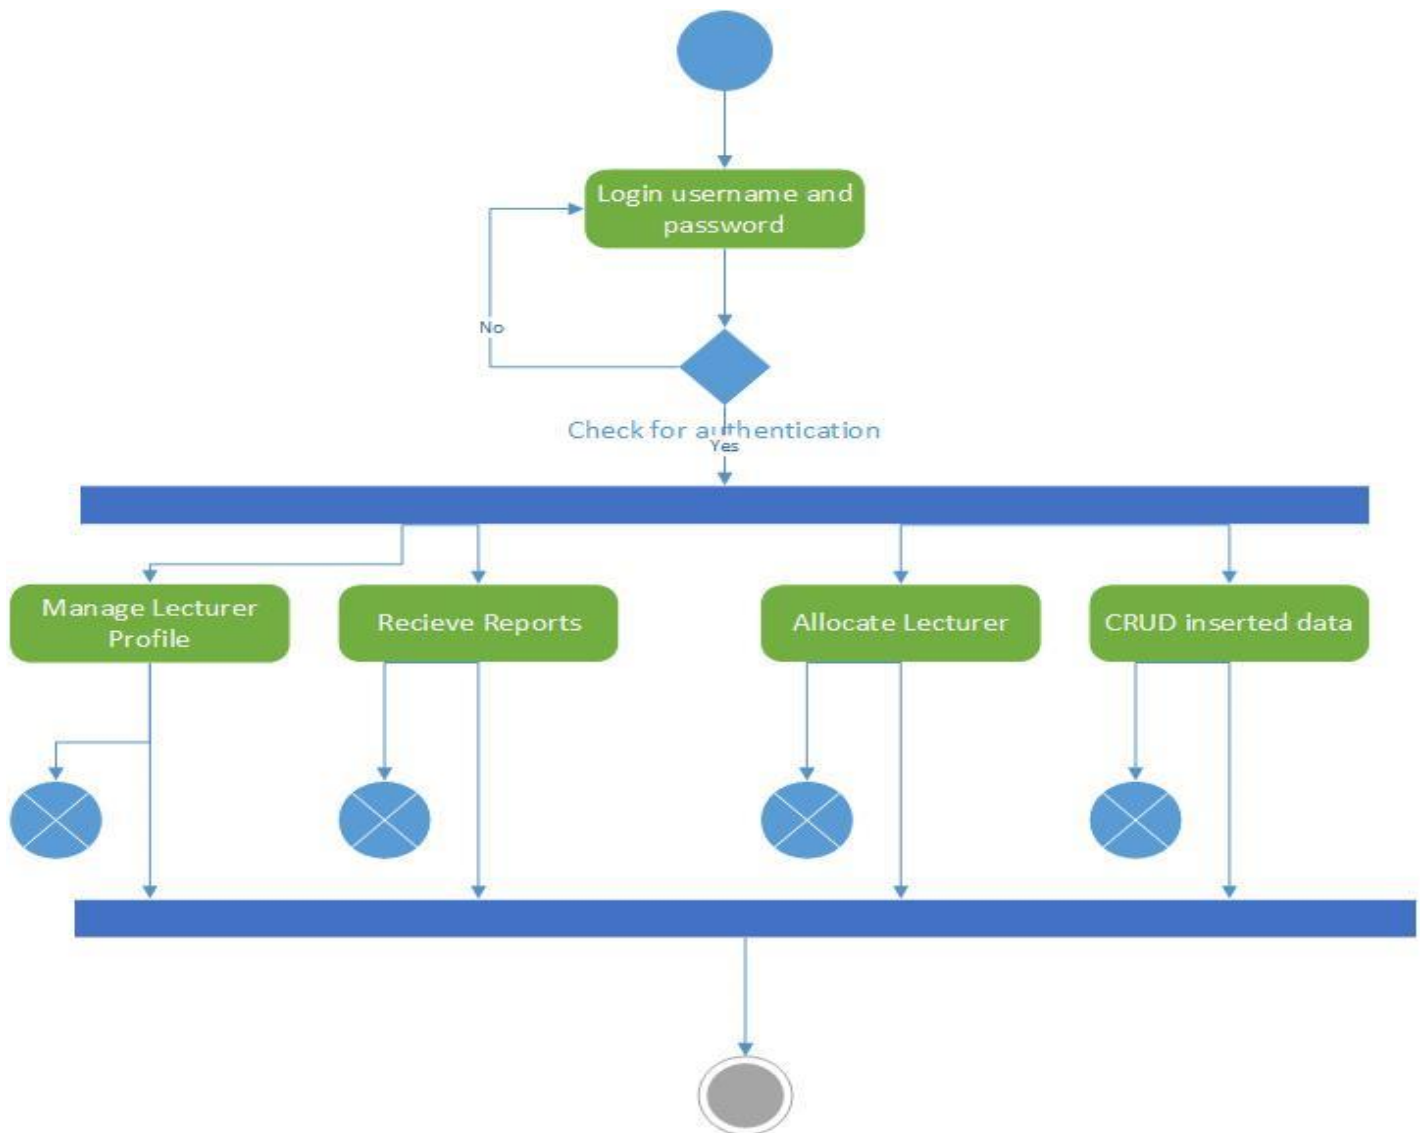 Login username and
password
No
Check for authentication
Yes
Manage Lecturer
Profile
Recieve Reports
Allocate Lecturer
CRUD inserted data